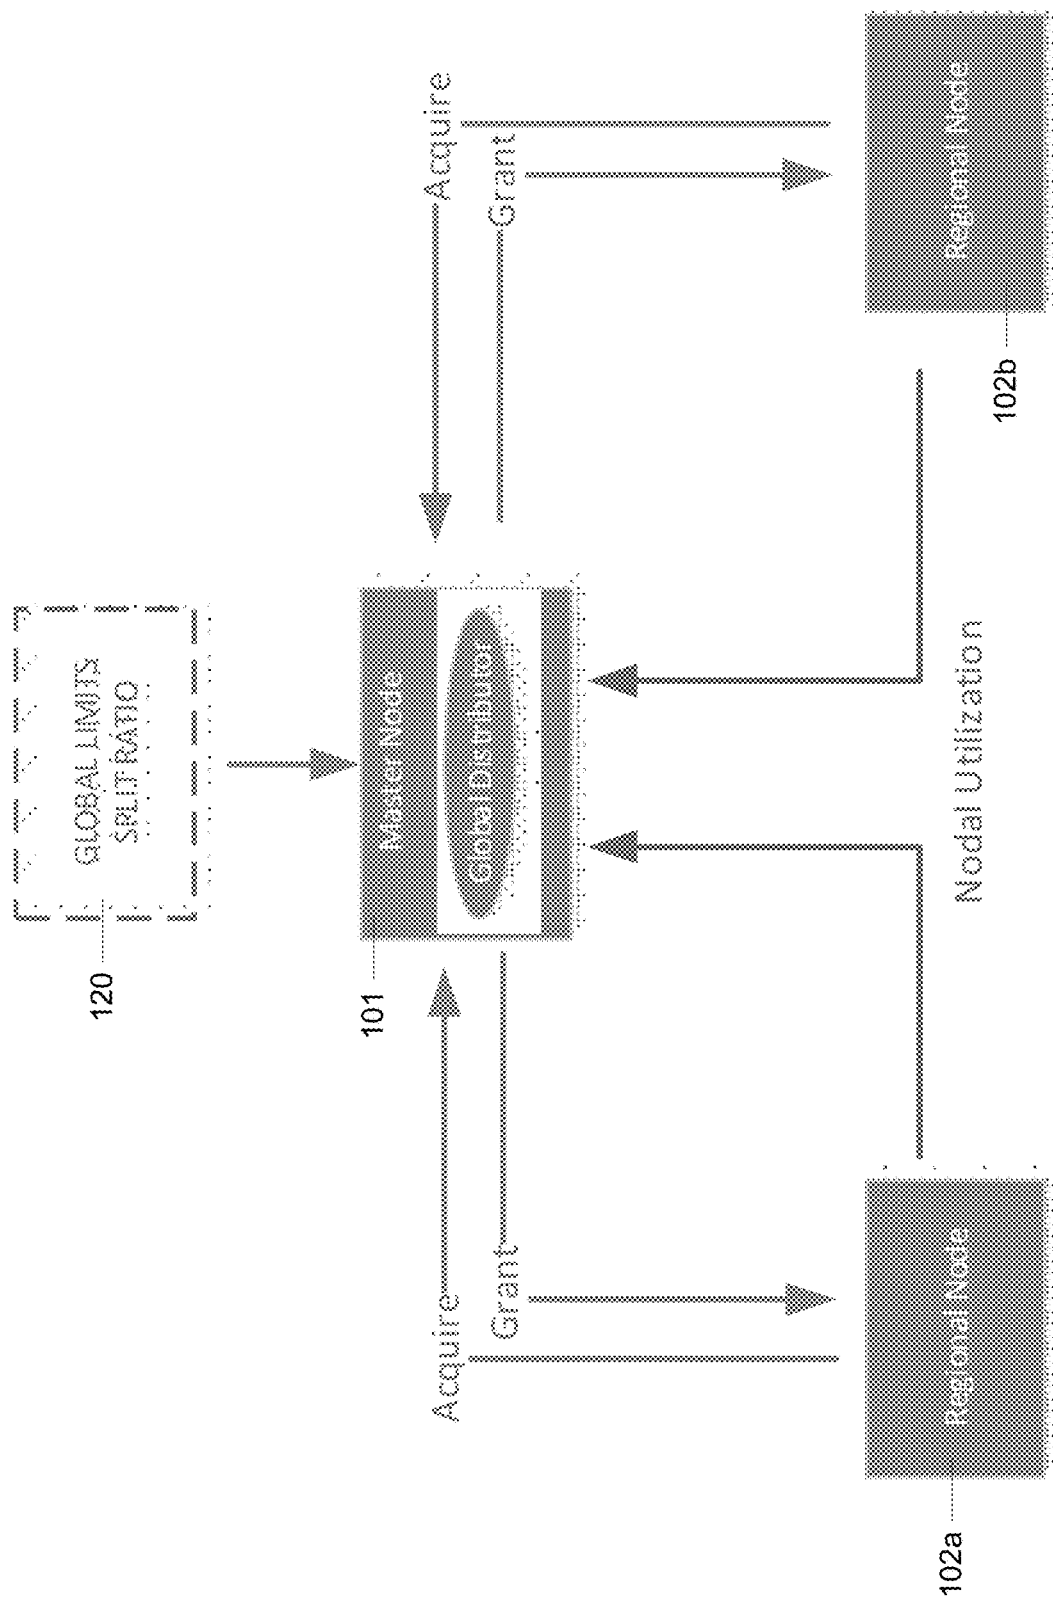 GLOBAL LIMITS
SPLIT RATIO
120
Master Node
Global Distributor
101
Acquire
Grant
Acquire
Grant
Regional Node
102a
Regional Node
102b
Nodal Utilization